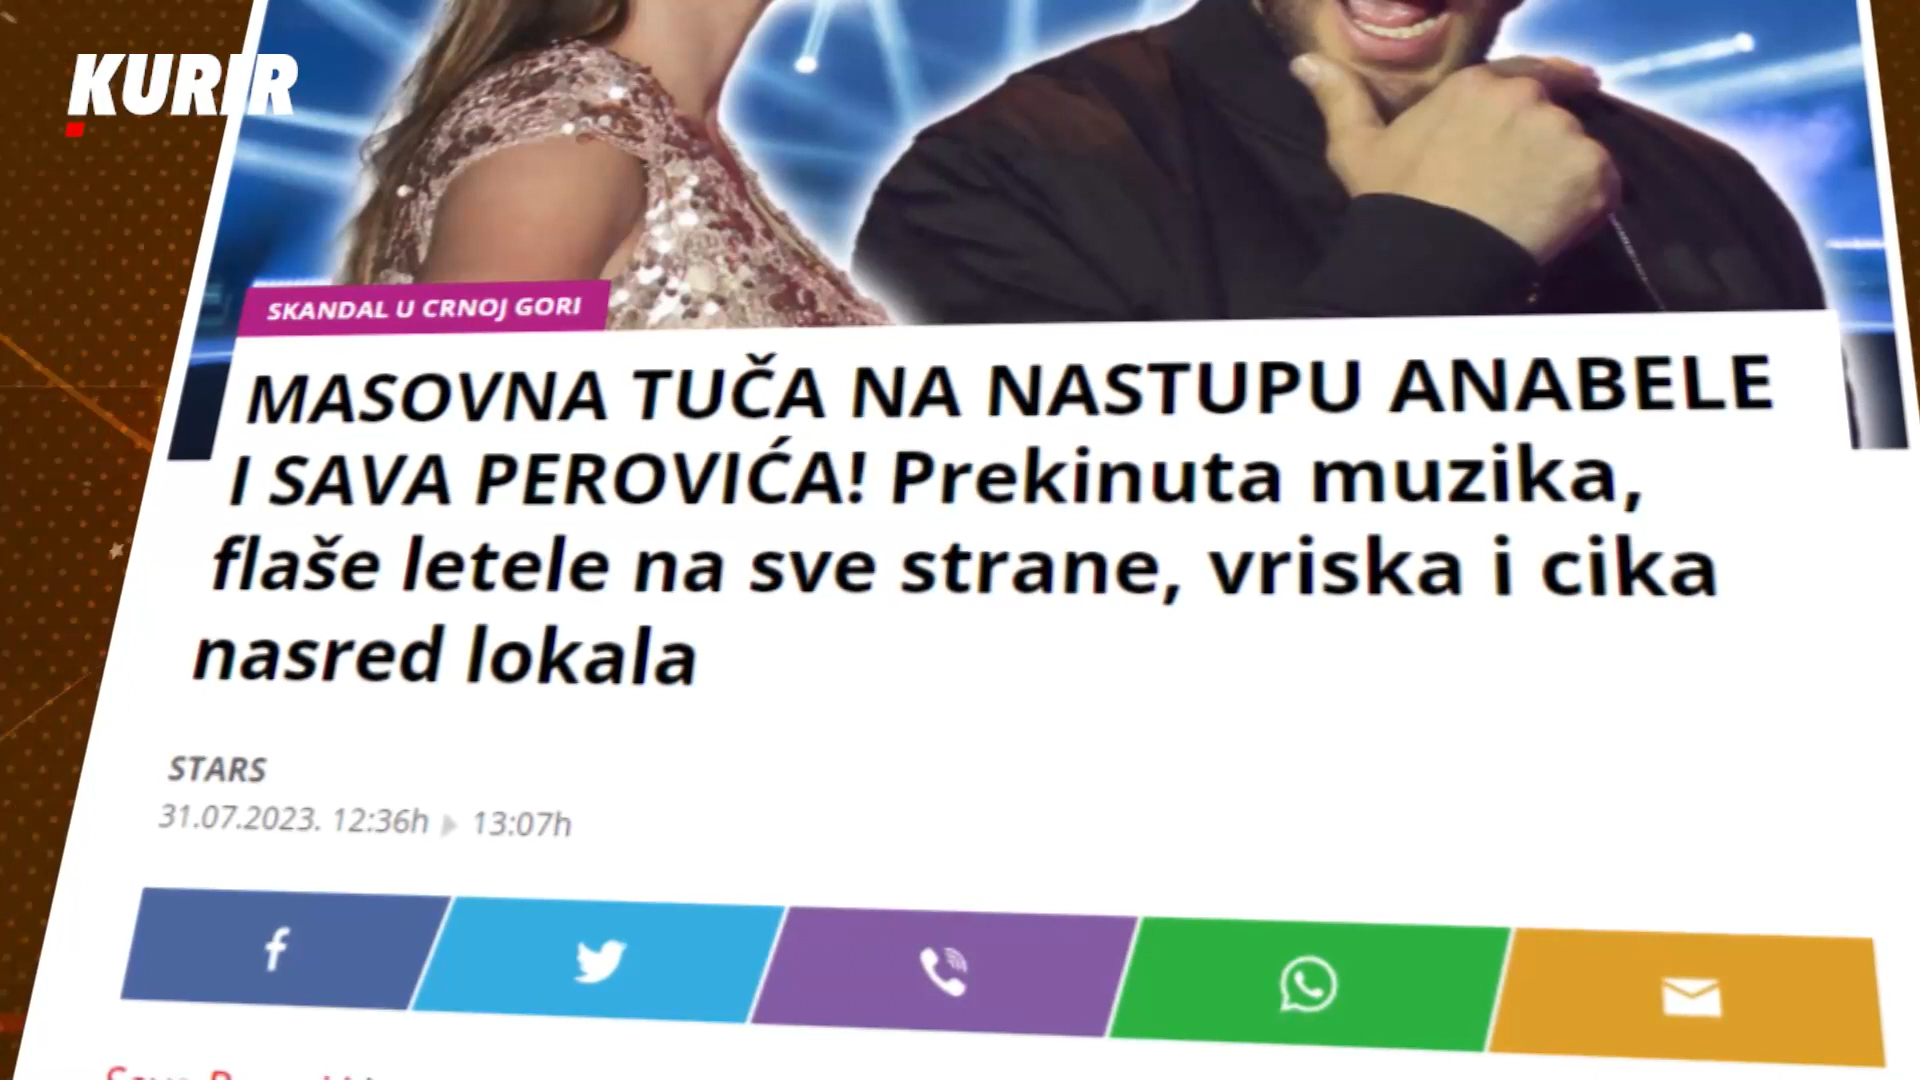 KURIR
SKANDAL U CRNOJ GORI
MASOVNA TUČA NA NASTUPU ANABELE
I SAVA PEROVIĆA! Prekinuta muzika,
flaše letele na sve strane, vriska i cika
nasred lokala
STARS
31.07.2023. 12:36h 13:07h